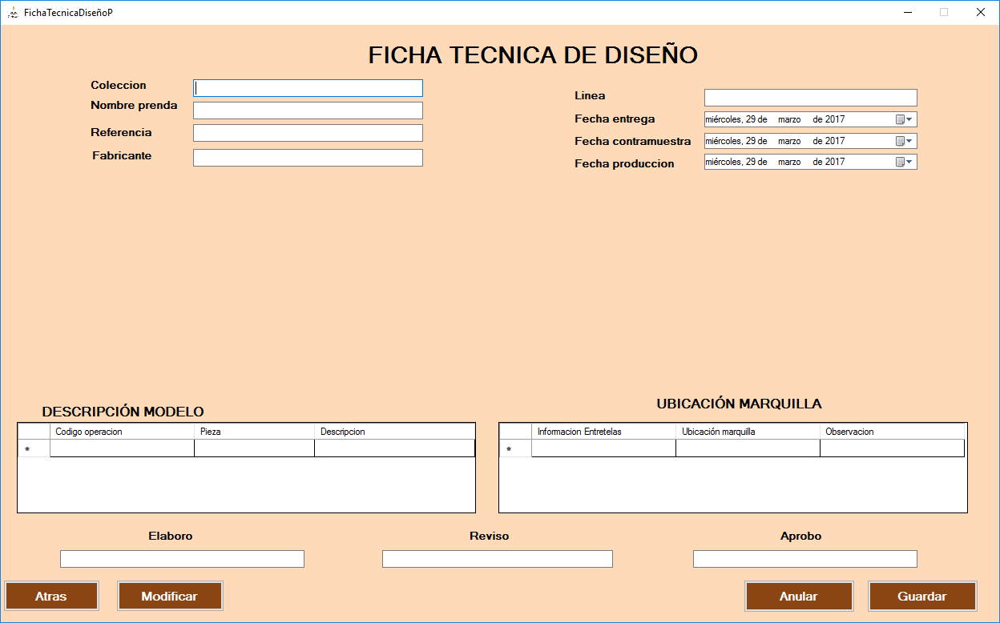 FichaTecnicaDiseñoP
FICHA TECNICA DE DISEÑO
Coleccion
Nombre prenda
Referencia
Fabricante
Linea
Fecha entrega miércoles, 29 de marzo de 2017
Fecha contramuestra miércoles, 29 de marzo de 2017
Fecha produccion miércoles, 29 de marzo de 2017
DESCRIPCIÓN MODELO
Codigo operacion Pieza Descripcion
*
UBICACIÓN MARQUILLA
Informacion Entretelas Ubicación marquilla Observacion
*
Elaboro Reviso Aprobo
Atras Modificar Anular Guardar